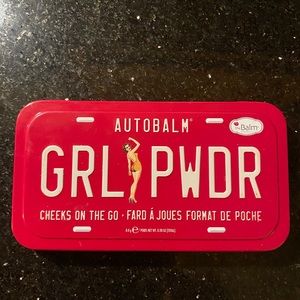 AUTOBALM®
theBalm
GRL PWDR
CHEEKS ON THE GO · FARD À JOUES FORMAT DE POCHE